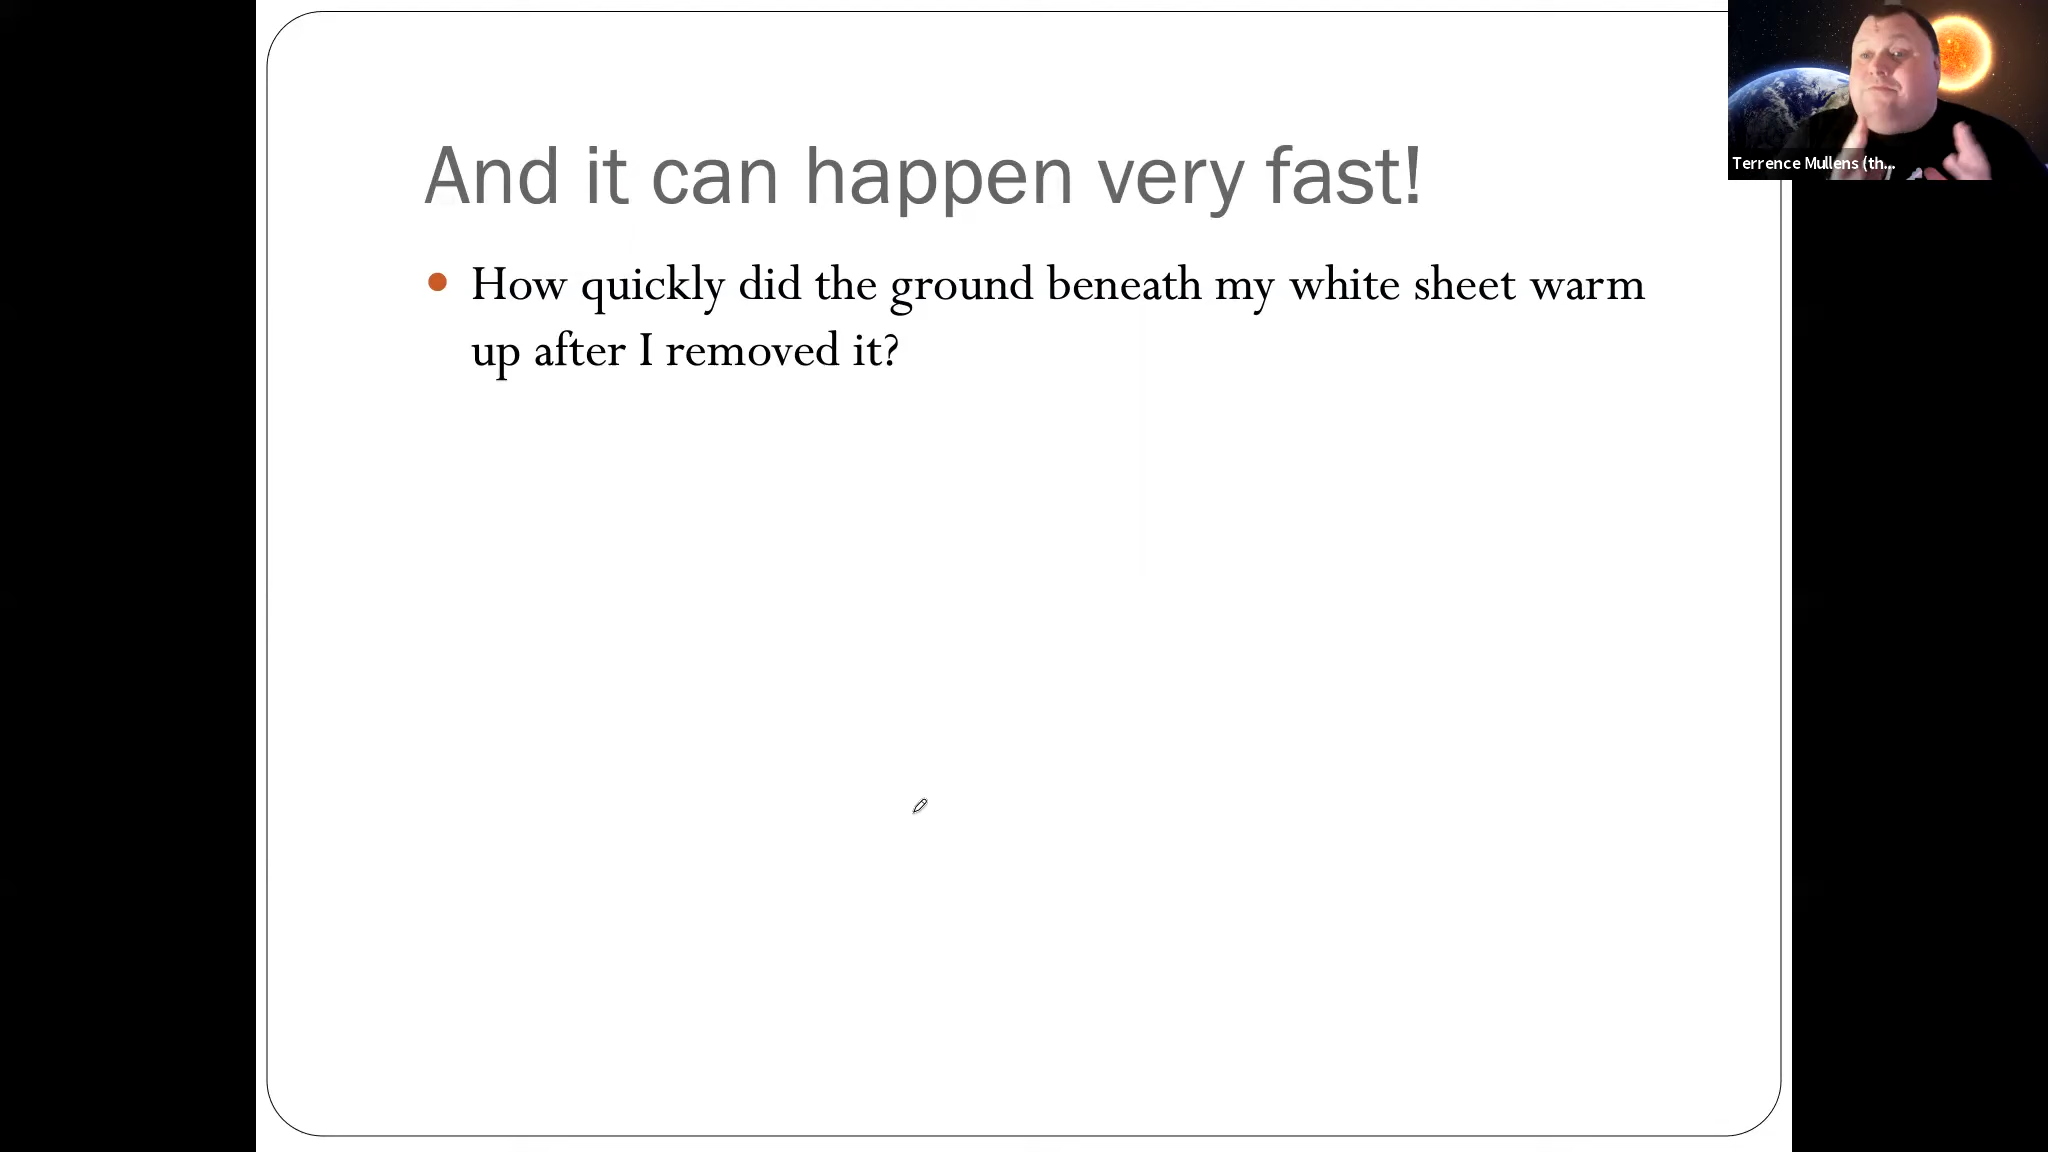 And it can happen very fast!
How quickly did the ground beneath my white sheet warm
up after I removed it?
Terrence Mullens (th...